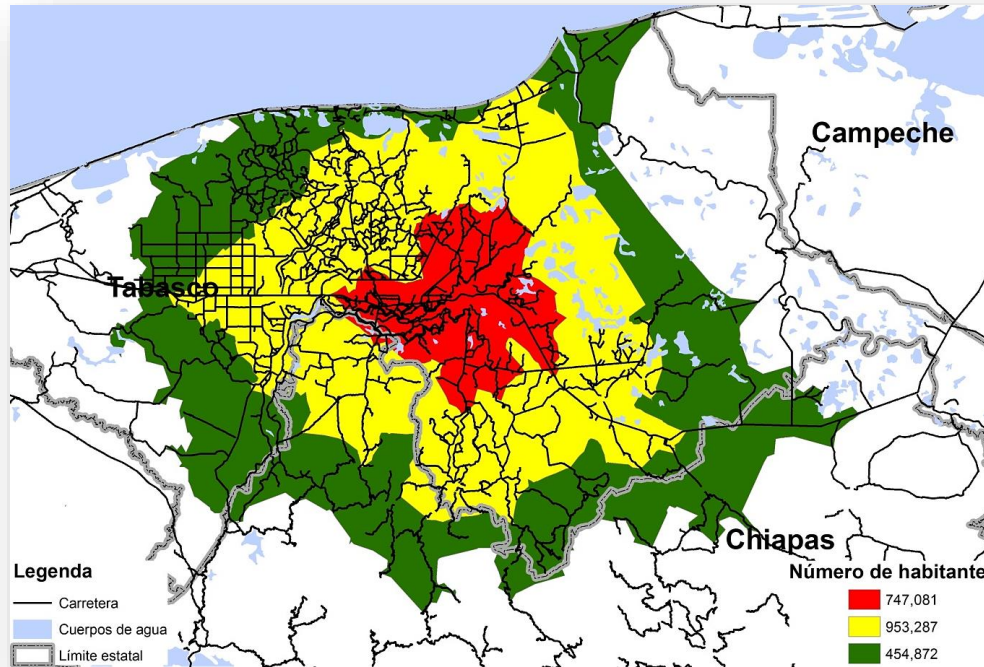 Campeche
Tabasco
Chiapas
Legenda
Carretera
Cuerpos de agua
Límite estatal
Número de habitante
747,081
953,287
454,872